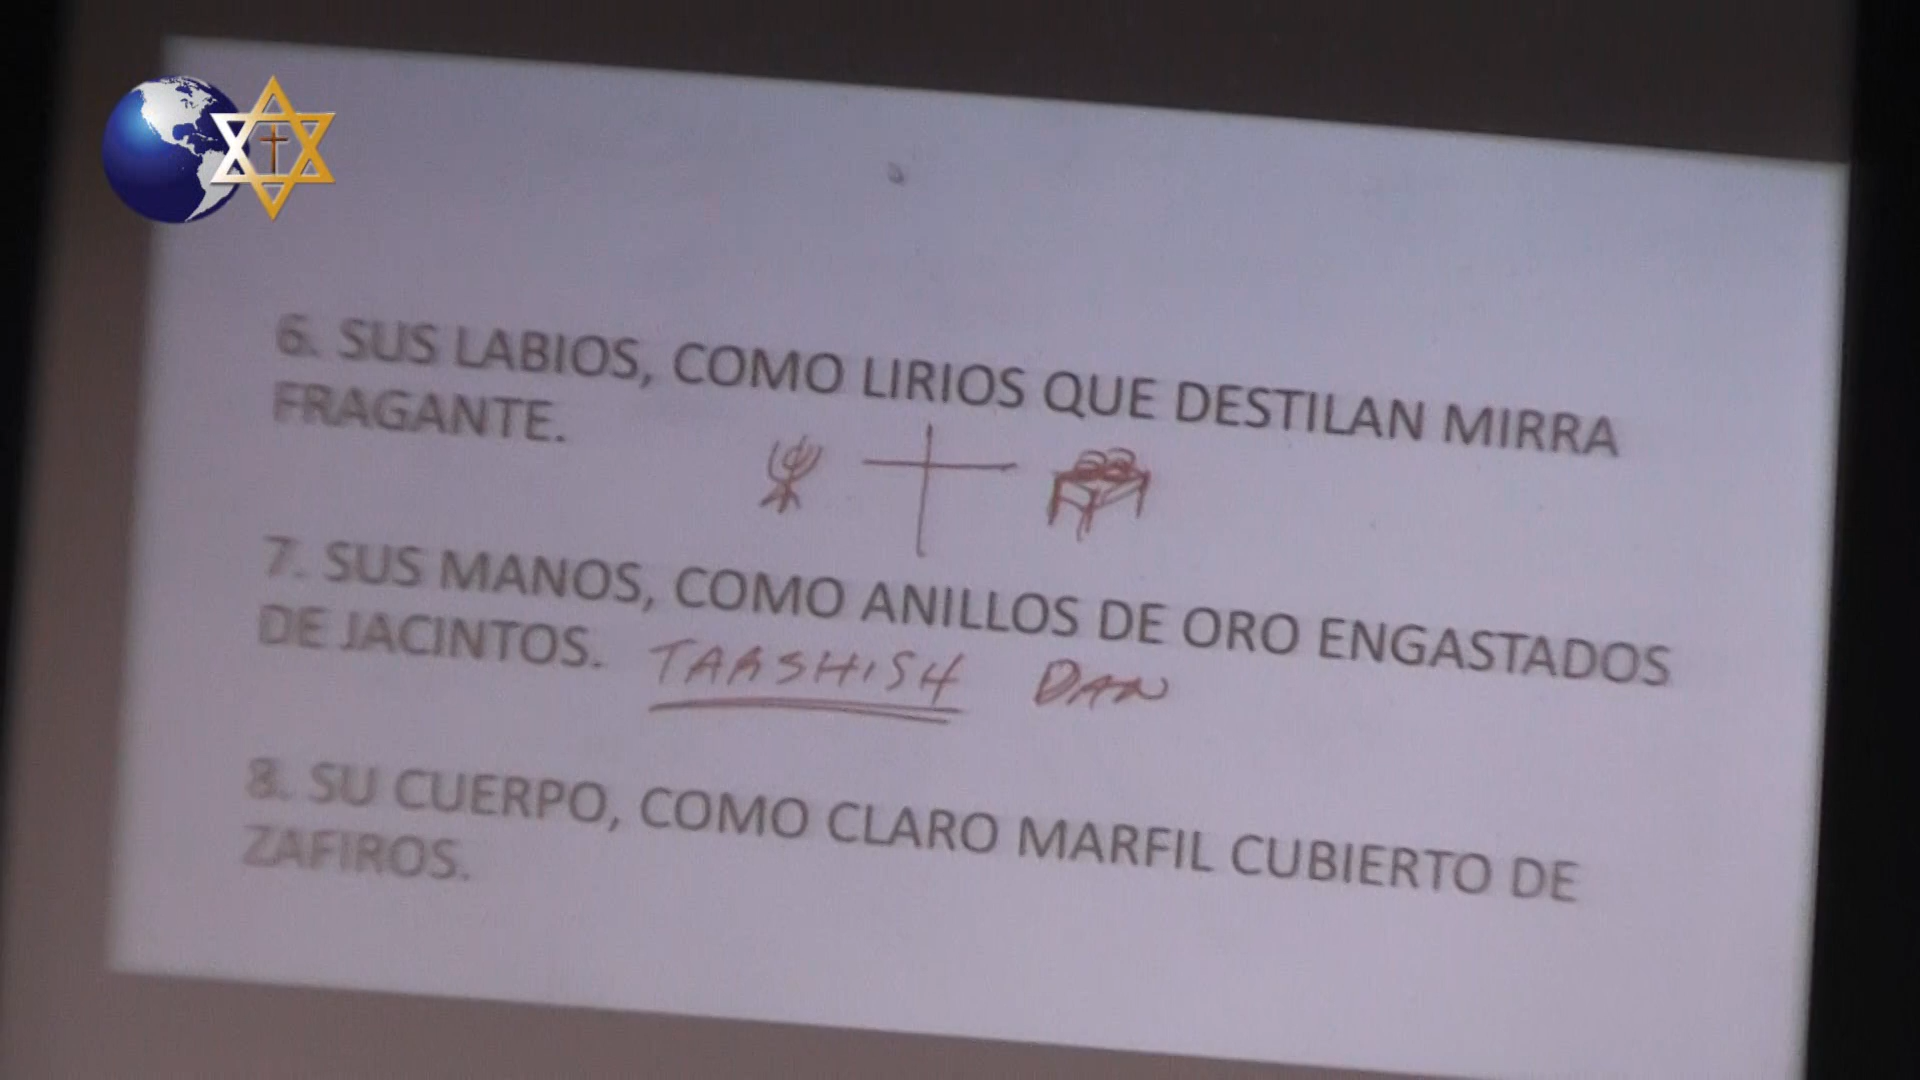 6. SUS LABIOS, COMO LIRIOS QUE DESTILAN MIRRA
FRAGANTE.
7. SUS MANOS, COMO ANILLOS DE ORO ENGASTADOS
DE JACINTOS. TARSHISH DAN
8. SU CUERPO, COMO CLARO MARFIL CUBIERTO DE
ZAFIROS.